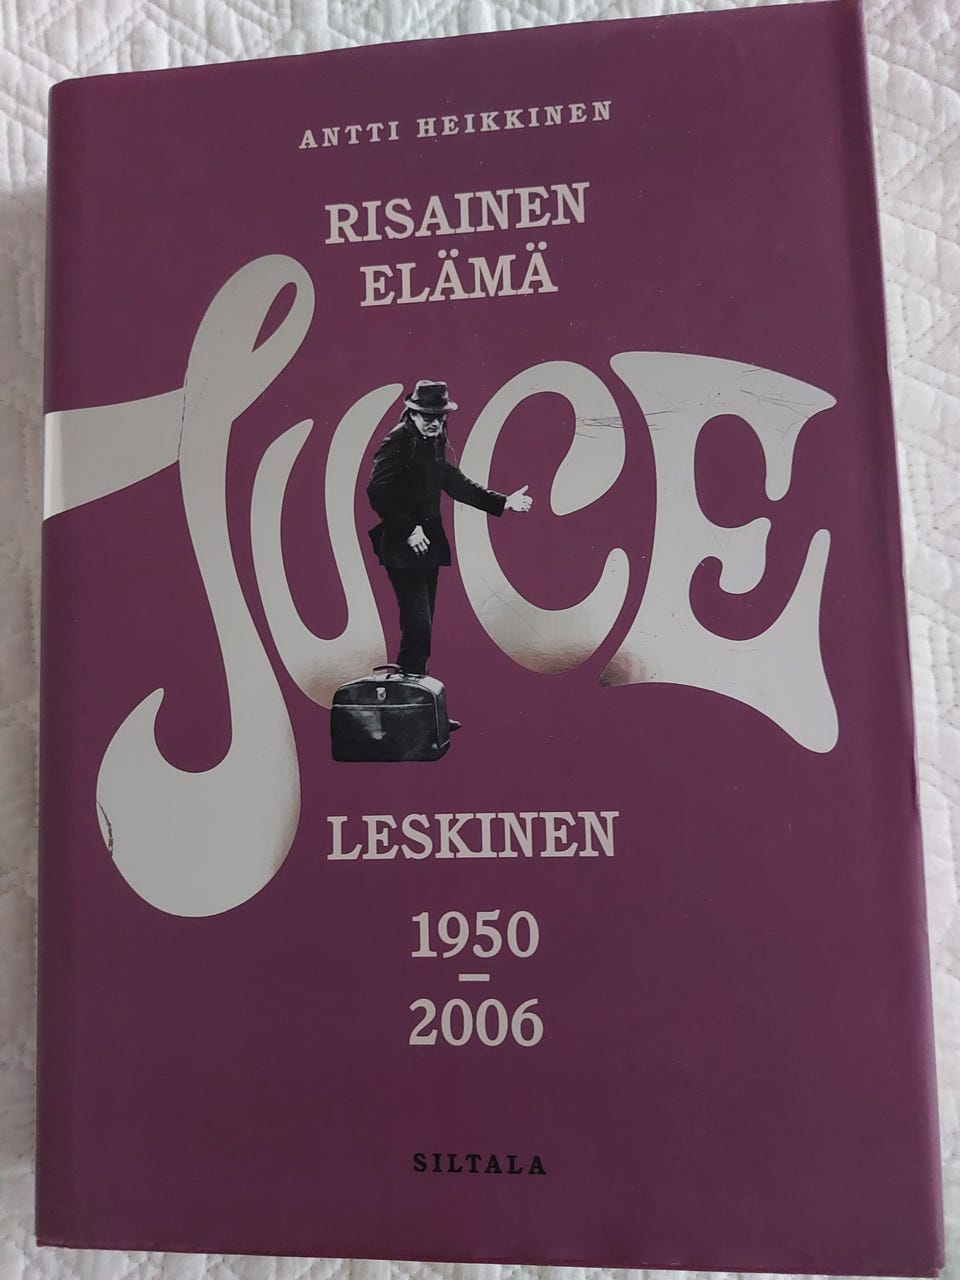 ANTTI HEIKKINEN
RISAINEN
ELÄMÄ
JUICE
LESKINEN
1950
–
2006
SILTALA